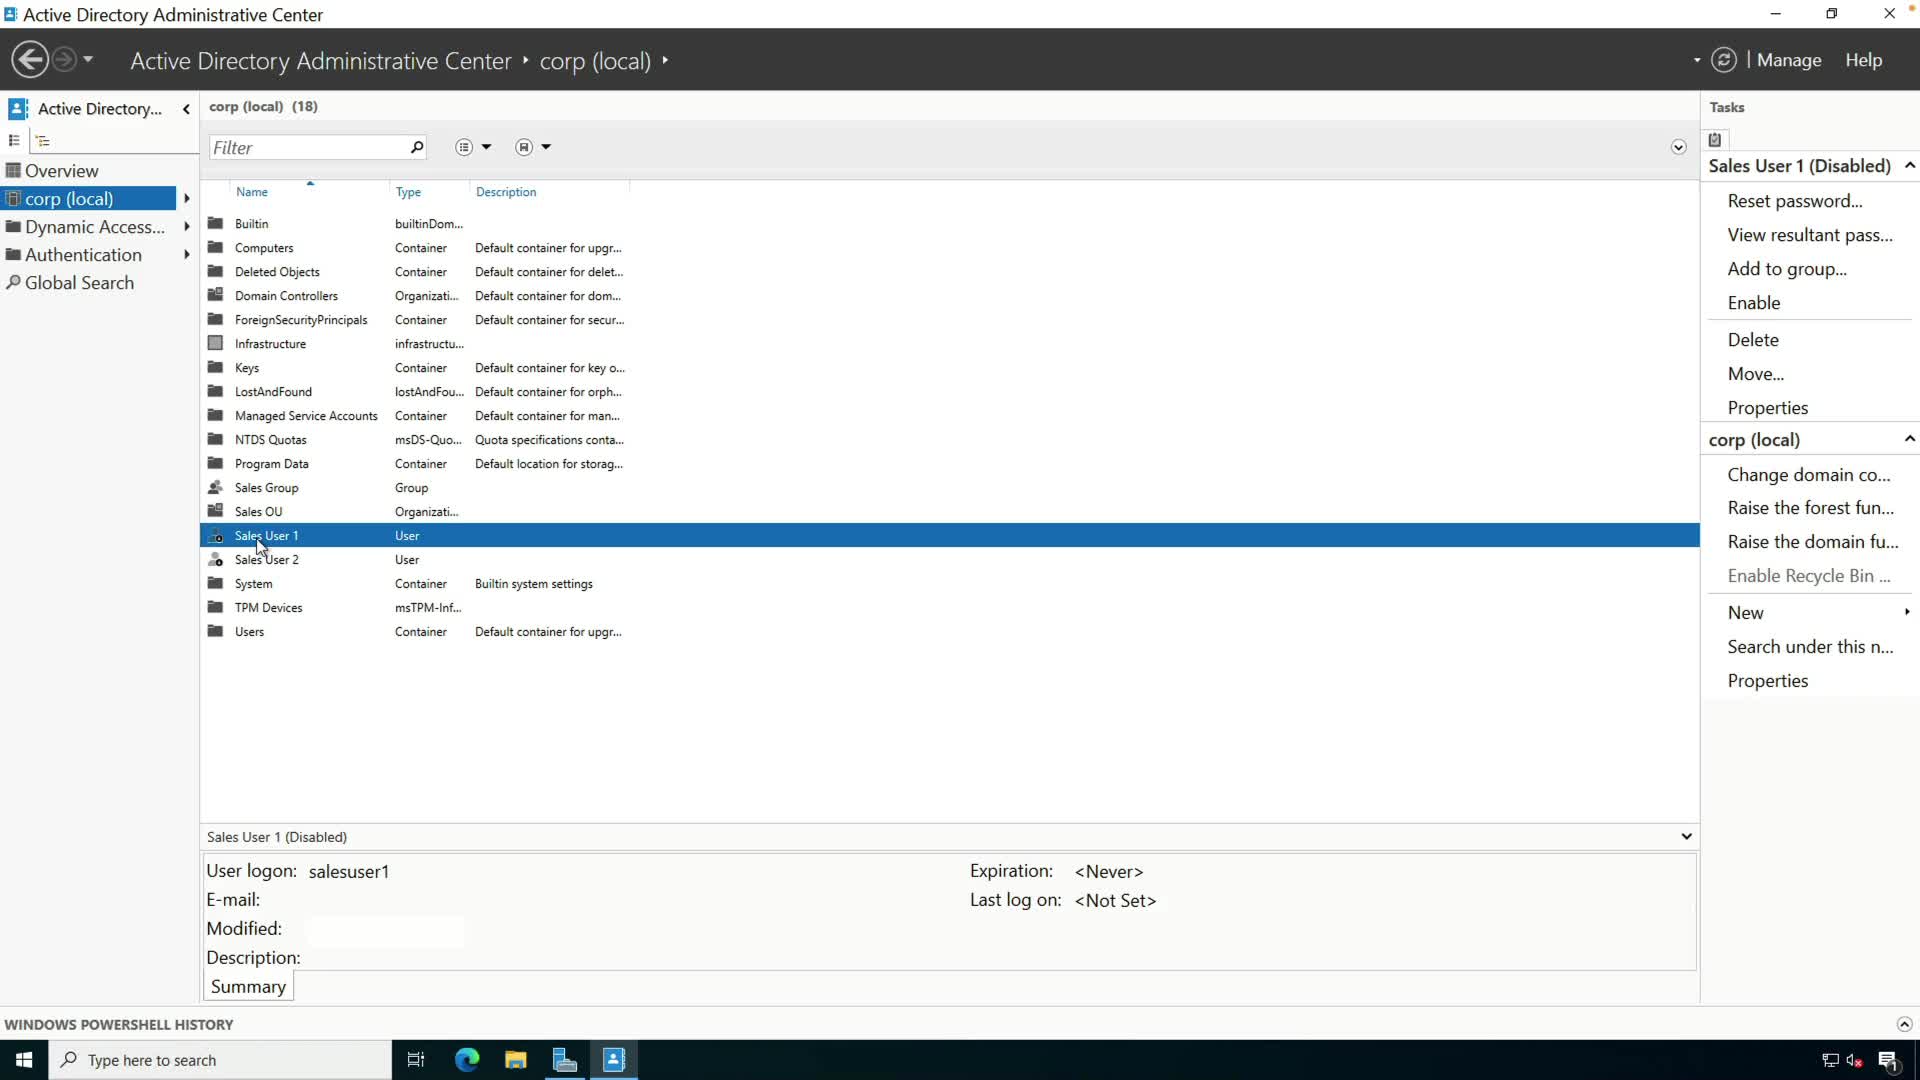 Active Directory Administrative Center
Active Directory Administrative Center corp (local)
Manage Help
Active Directory...
Overview
corp (local)
Dynamic Access...
Authentication
Global Search
corp (local) (18)
Filter
Name Type Description
Builtin builtinDom...
Computers Container Default container for upgr...
Deleted Objects Container Default container for delet...
Domain Controllers Organizati... Default container for dom...
ForeignSecurityPrincipals Container Default container for secur...
Infrastructure infrastructu...
Keys Container Default container for key o...
LostAndFound lostAndFou... Default container for orph...
Managed Service Accounts Container Default container for man...
NTDS Quotas msDS-Quo... Quota specifications conta...
Program Data Container Default location for storag...
Sales Group Group
Sales OU Organizati...
Sales User 1 User
Sales User 2 User
System Container Builtin system settings
TPM Devices msTPM-Inf...
Users Container Default container for upgr...
Sales User 1 (Disabled)
User logon: salesuser1
E-mail:
Modified:
Description:
Expiration: <Never>
Last log on: <Not Set>
Summary
Tasks
Sales User 1 (Disabled)
Reset password...
View resultant pass...
Add to group...
Enable
Delete
Move...
Properties
corp (local)
Change domain co...
Raise the forest fun...
Raise the domain fu...
Enable Recycle Bin ...
New
Search under this n...
Properties
WINDOWS POWERSHELL HISTORY
Type here to search
1